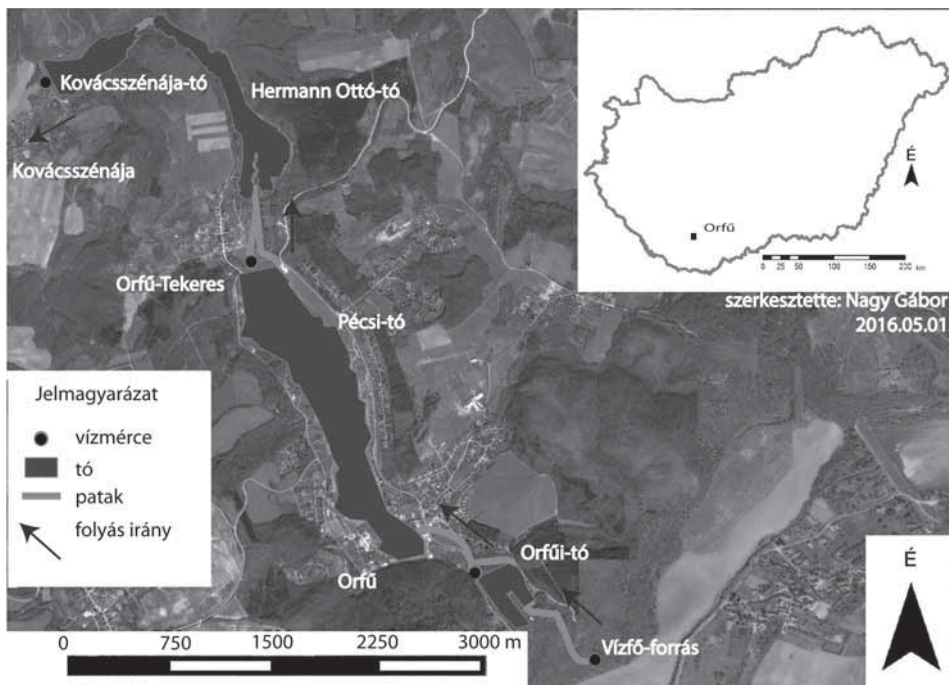 Kovácsszénája-tó
Hermann Ottó-tó
Kovácsszénája
Orfű-Tekeres
Pécsi-tó
Orfű
Orfűi-tó
Vízfő-forrás
É
Orfű
0 25 50 100 150 200
km
szerkesztette: Nagy Gábor
2016.05.01
Jelmagyarázat
vízmérce
tó
patak
folyás irány
0 750 1500 2250 3000 m
É